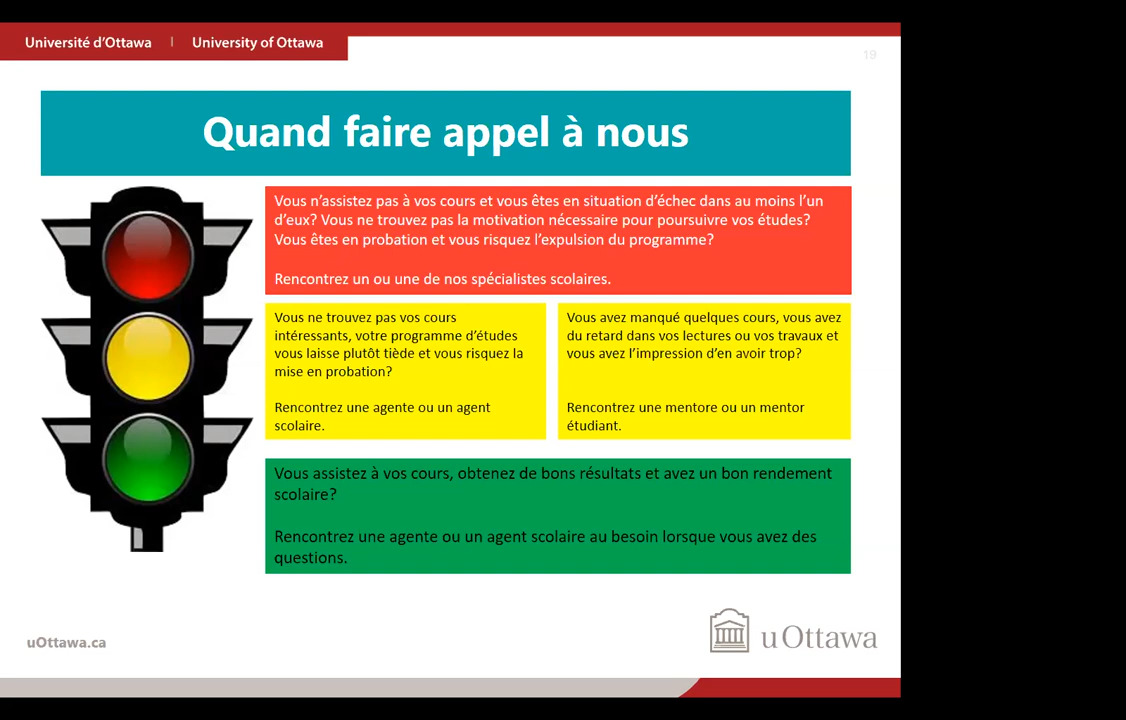 Université d'Ottawa | University of Ottawa
19
Quand faire appel à nous
Vous n'assistez pas à vos cours et vous êtes en situation d'échec dans au moins l'un
d'eux? Vous ne trouvez pas la motivation nécessaire pour poursuivre vos études?
Vous êtes en probation et vous risquez l'expulsion du programme?
Rencontrez un ou une de nos spécialistes scolaires.
Vous ne trouvez pas vos cours
intéressants, votre programme d'études
vous laisse plutôt tiède et vous risquez la
mise en probation?
Rencontrez une agente ou un agent
scolaire.
Vous avez manqué quelques cours, vous avez
du retard dans vos lectures ou vos travaux et
vous avez l'impression d'en avoir trop?
Rencontrez une mentore ou un mentor
étudiant.
Vous assistez à vos cours, obtenez de bons résultats et avez un bon rendement
scolaire?
Rencontrez une agente ou un agent scolaire au besoin lorsque vous avez des
questions.
uOttawa.ca
uOttawa